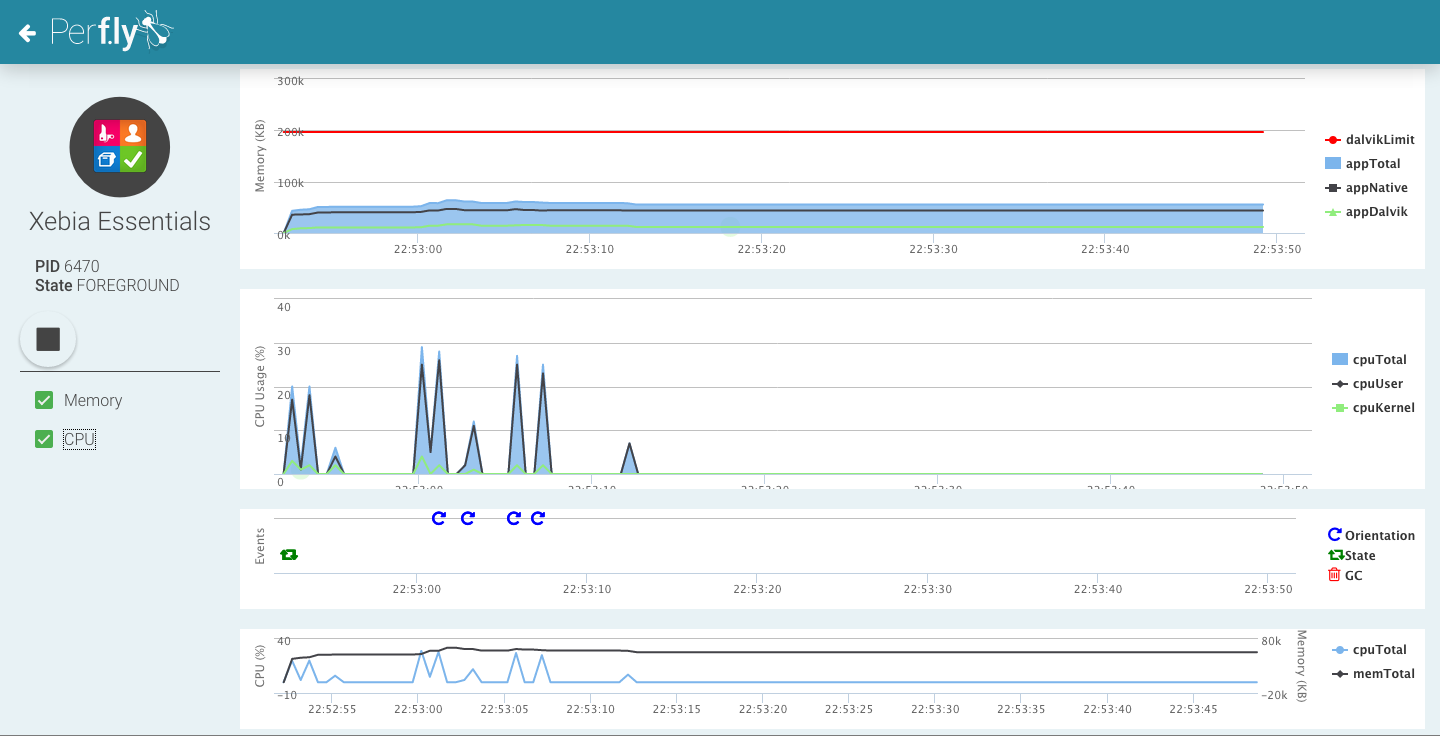 Perf.ly
Xebia Essentials
PID 6470
State FOREGROUND
Memory
CPU
300k
200k
100k
0k
Memory (KB)
22:53:00 22:53:10 22:53:20 22:53:30 22:53:40 22:53:50
dalvikLimit
appTotal
appNative
appDalvik
40
30
20
10
0
CPU Usage (%)
22:53:00 22:53:10 22:53:20 22:53:30 22:53:40 22:53:50
cpuTotal
cpuUser
cpuKernel
Events
22:53:00 22:53:10 22:53:20 22:53:30 22:53:40 22:53:50
Orientation
State
GC
40
-10
CPU (%)
80k
-20k
Memory (KB)
22:52:55 22:53:00 22:53:05 22:53:10 22:53:15 22:53:20 22:53:25 22:53:30 22:53:35 22:53:40 22:53:45
cpuTotal
memTotal